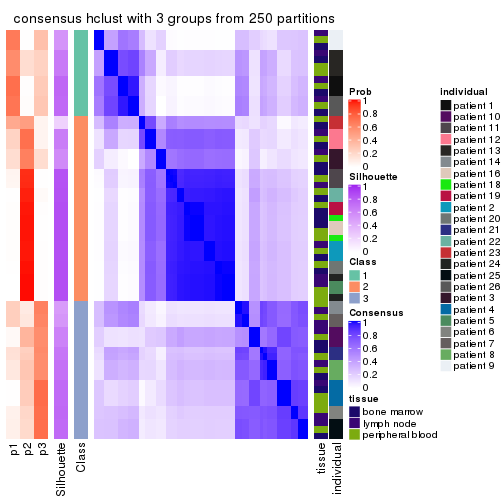 consensus hclust with 3 groups from 250 partitions
Prob
1
0.8
0.6
0.4
0.2
0
Silhouette
1
0.8
0.6
0.4
0.2
0
Class
1
2
3
Consensus
1
0.8
0.6
0.4
0.2
0
tissue
bone marrow
lymph node
peripheral blood
individual
patient 1
patient 10
patient 11
patient 12
patient 13
patient 14
patient 16
patient 18
patient 19
patient 2
patient 20
patient 21
patient 22
patient 23
patient 24
patient 25
patient 26
patient 3
patient 4
patient 5
patient 6
patient 7
patient 8
patient 9
p1
p2
p3
Silhouette
Class
tissue
individual